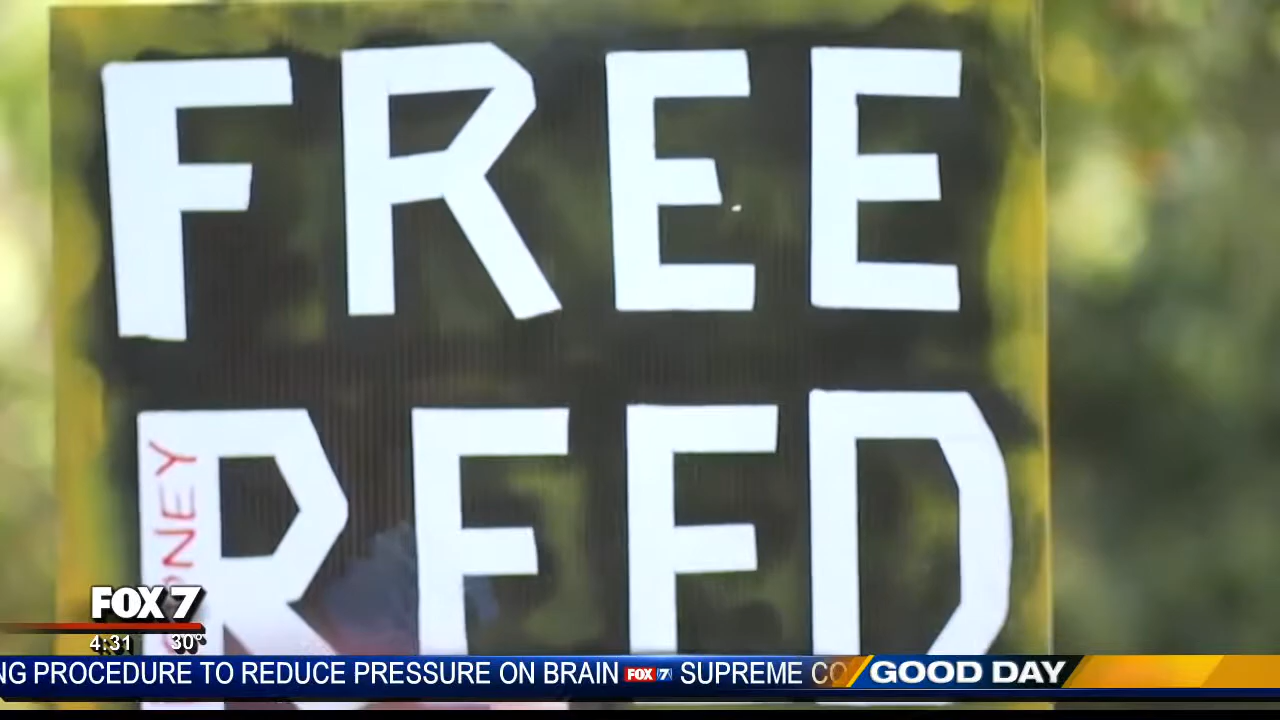 FREE
REED
FOX 7
4:31 30°
NG PROCEDURE TO REDUCE PRESSURE ON BRAIN FOX 7 SUPREME CO
GOOD DAY